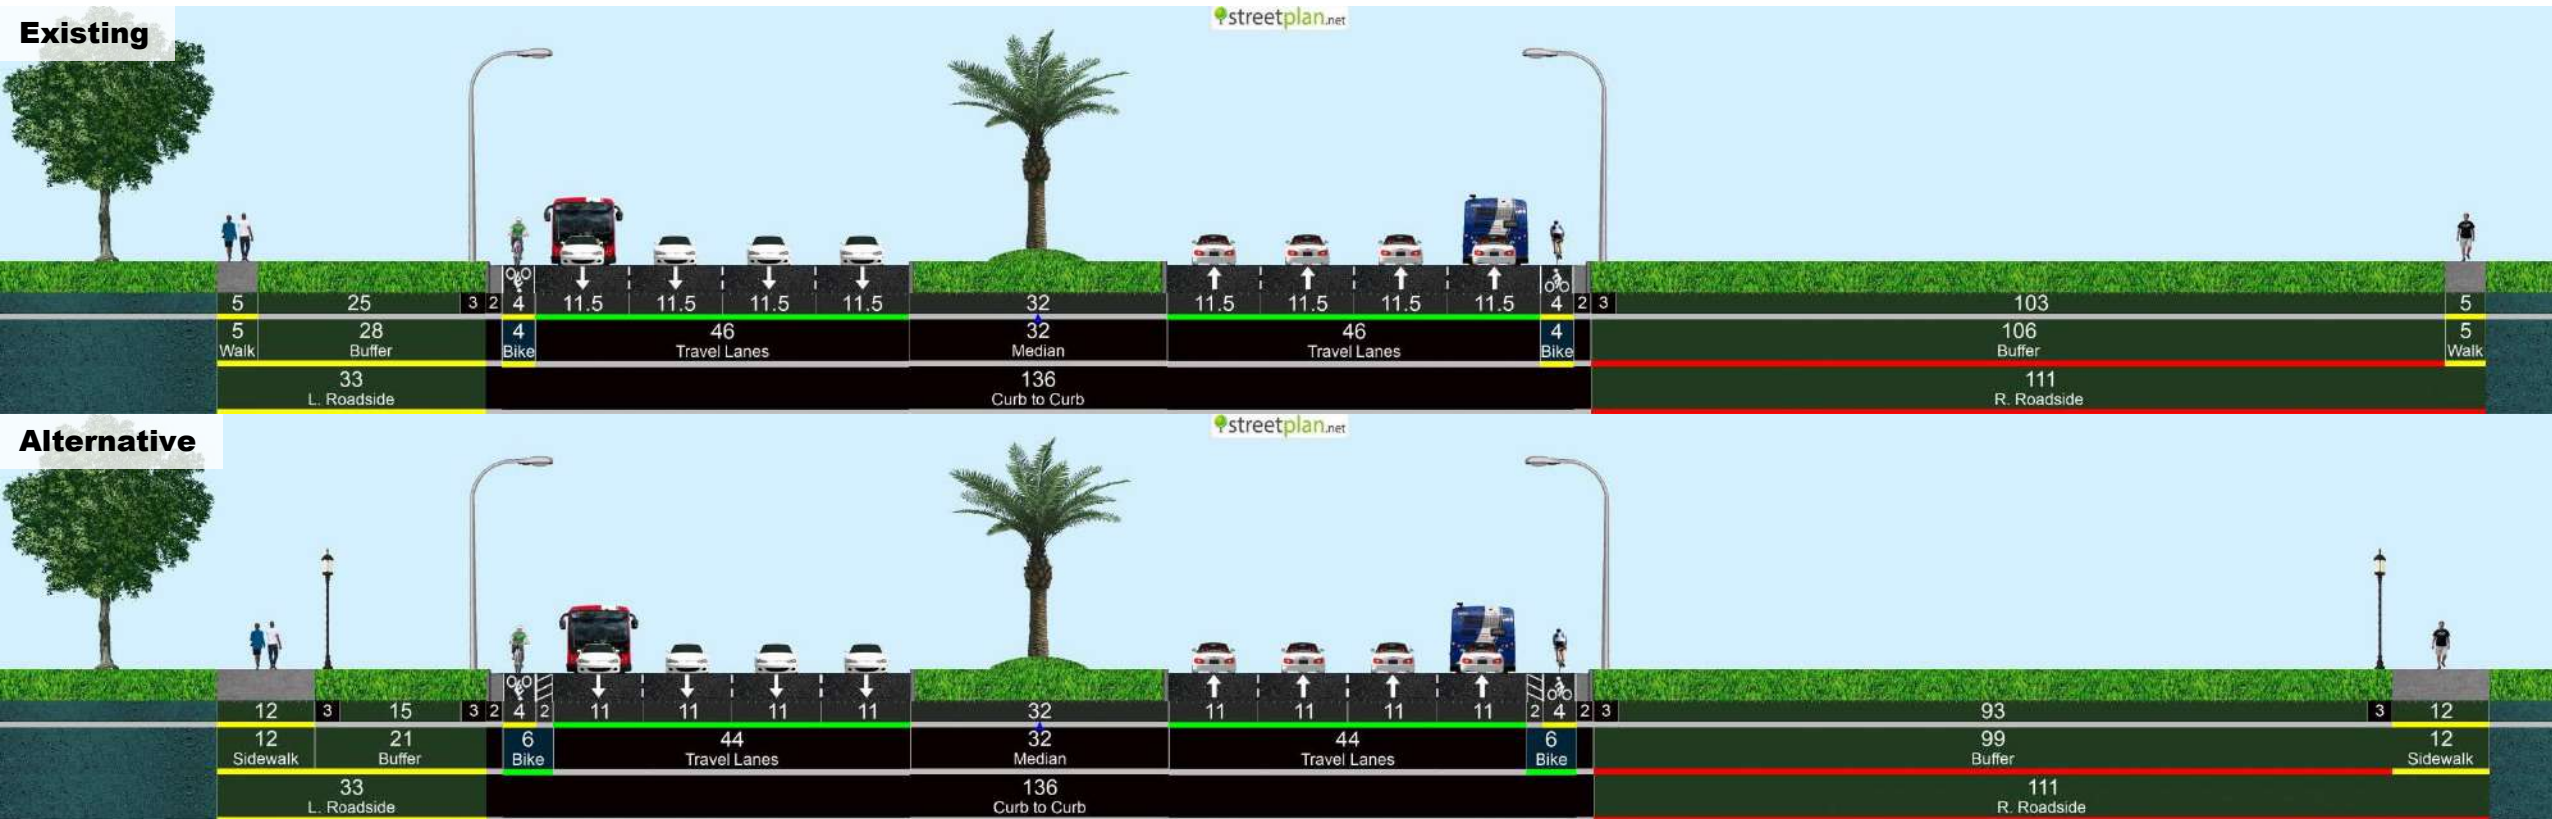 Existing
streetplan.net
5 25 3 2 4 11.5 11.5 11.5 11.5 32 11.5 11.5 11.5 11.5 4 2 3 103 5
5 28 4 46 32 46 4 106 5
Walk Buffer Bike Travel Lanes Median Travel Lanes Bike Buffer Walk
33 136 111
L. Roadside Curb to Curb R. Roadside
Alternative
streetplan.net
12 3 15 3 2 4 2 11 11 11 11 32 11 11 11 11 2 4 2 3 93 3 12
12 21 6 44 32 44 6 99 12
Sidewalk Buffer Bike Travel Lanes Median Travel Lanes Bike Buffer Sidewalk
33 136 111
L. Roadside Curb to Curb R. Roadside